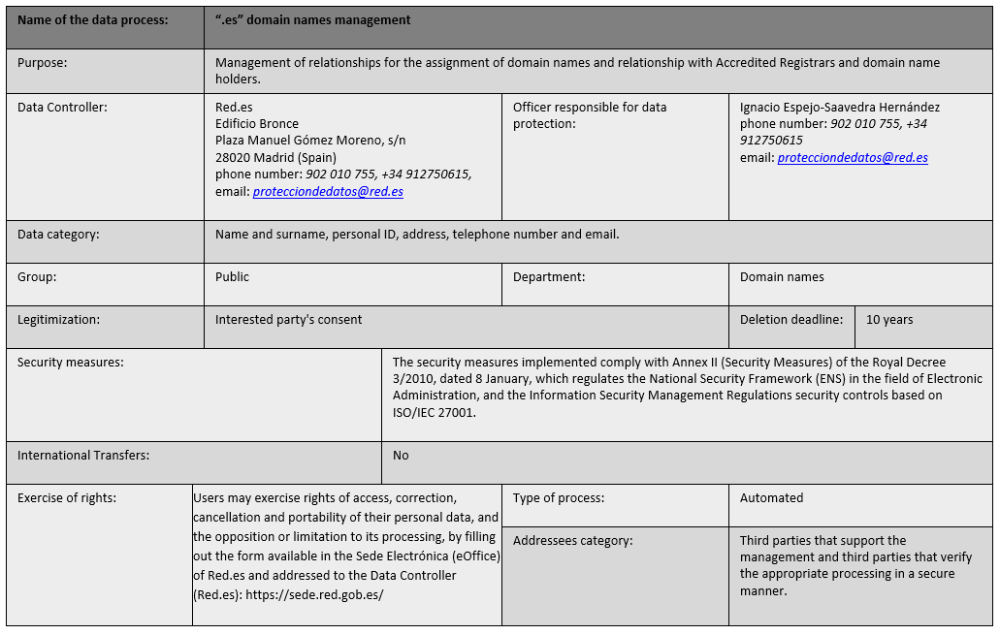 Name of the data process:
“.es” domain names management
Purpose:
Management of relationships for the assignment of domain names and relationship with Accredited Registrars and domain name
holders.
Data Controller:
Red.es
Edificio Bronce
Plaza Manuel Gómez Moreno, s/n
28020 Madrid (Spain)
phone number: 902 010 755, +34 912750615,
email: protecciondedatos@red.es
Officer responsible for data
protection:
Ignacio Espejo-Saavedra Hernández
phone number: 902 010 755, +34
912750615
email: protecciondedatos@red.es
Data category:
Name and surname, personal ID, address, telephone number and email.
Group:
Public
Department:
Domain names
Legitimization:
Interested party's consent
Deletion deadline:
10 years
Security measures:
The security measures implemented comply with Annex II (Security Measures) of the Royal Decree
3/2010, dated 8 January, which regulates the National Security Framework (ENS) in the field of Electronic
Administration, and the Information Security Management Regulations security controls based on
ISO/IEC 27001.
International Transfers:
No
Exercise of rights:
Users may exercise rights of access, correction,
cancellation and portability of their personal data, and
the opposition or limitation to its processing, by filling
out the form available in the Sede Electrónica (eOffice)
of Red.es and addressed to the Data Controller
(Red.es): https://sede.red.gob.es/
Type of process:
Automated
Addressees category:
Third parties that support the
management and third parties that verify
the appropriate processing in a secure
manner.